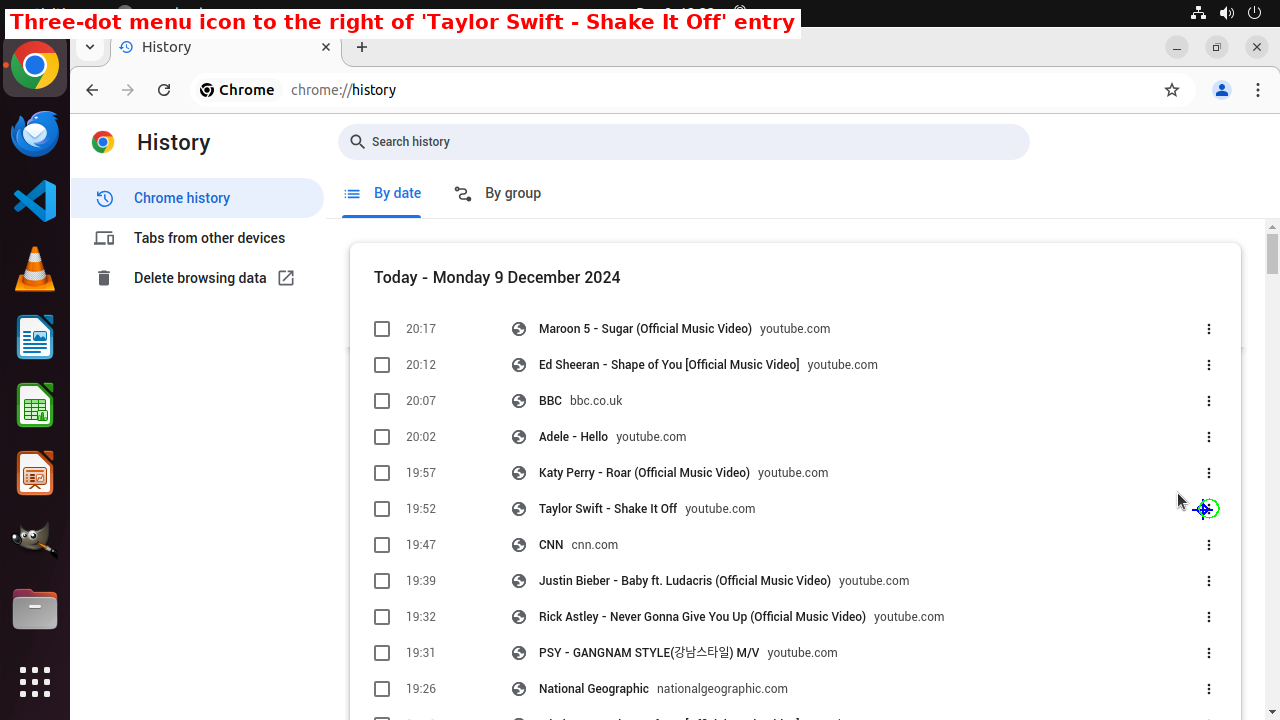 Three-dot menu icon to the right of 'Taylor Swift - Shake It Off' entry
History
Chrome
chrome://history
History
Search history
Chrome history
Tabs from other devices
Delete browsing data
By date
By group
Today - Monday 9 December 2024
20:17 Maroon 5 - Sugar (Official Music Video) youtube.com
20:12 Ed Sheeran - Shape of You [Official Music Video] youtube.com
20:07 BBC bbc.co.uk
20:02 Adele - Hello youtube.com
19:57 Katy Perry - Roar (Official Music Video) youtube.com
19:52 Taylor Swift - Shake It Off youtube.com
19:47 CNN cnn.com
19:39 Justin Bieber - Baby ft. Ludacris (Official Music Video) youtube.com
19:32 Rick Astley - Never Gonna Give You Up (Official Music Video) youtube.com
19:31 PSY - GANGNAM STYLE(강남스타일) M/V youtube.com
19:26 National Geographic nationalgeographic.com